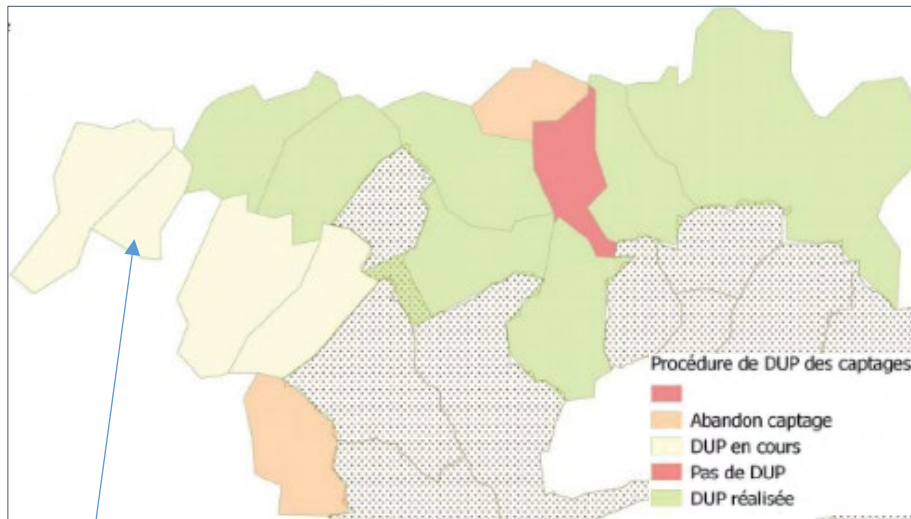 Procédure de DUP des captages
Abandon captage
DUP en cours
Pas de DUP
DUP réalisée